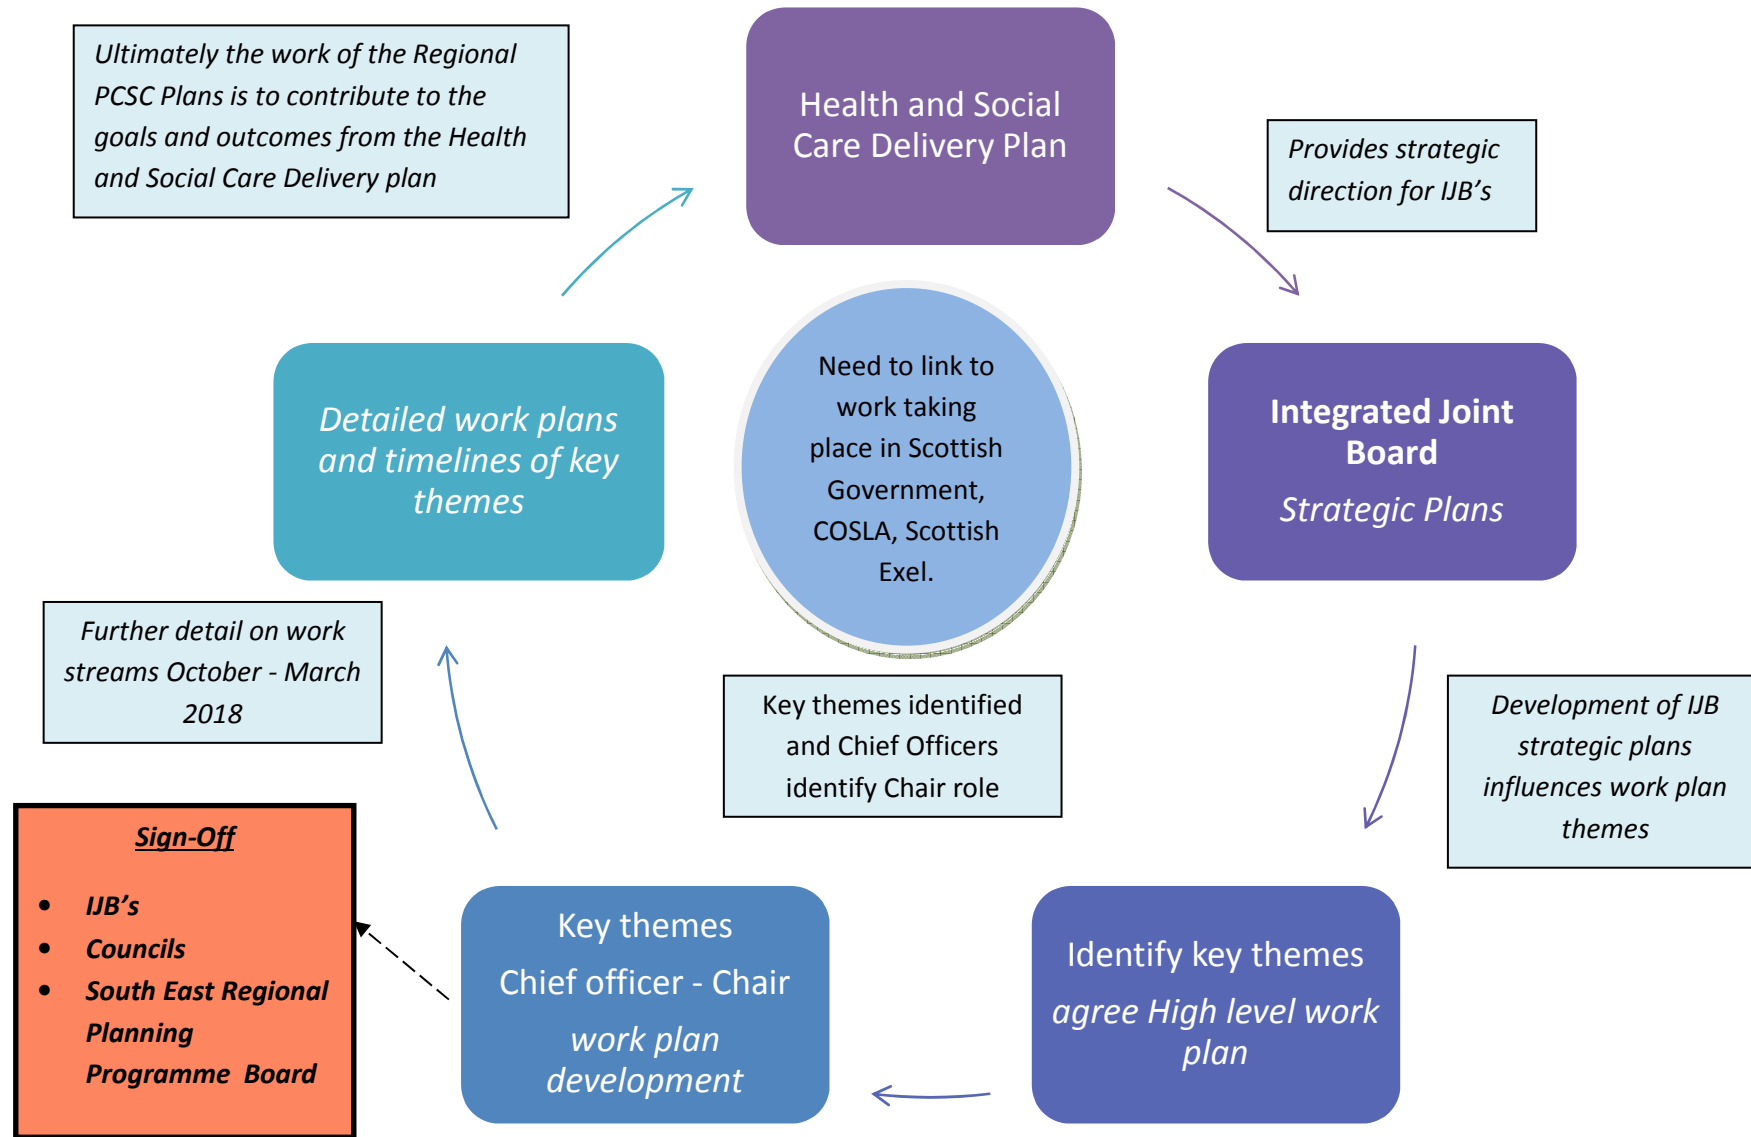 Ultimately the work of the Regional
PCSC Plans is to contribute to the
goals and outcomes from the Health
and Social Care Delivery plan
Health and Social
Care Delivery Plan
Provides strategic
direction for IJB’s
Detailed work plans
and timelines of key
themes
Need to link to
work taking
place in Scottish
Government,
COSLA, Scottish
Exel.
Integrated Joint
Board
Strategic Plans
Further detail on work
streams October - March
2018
Key themes identified
and Chief Officers
identify Chair role
Development of IJB
strategic plans
influences work plan
themes
Sign-Off
• IJB’s
• Councils
• South East Regional
Planning
Programme Board
Key themes
Chief officer - Chair
work plan
development
Identify key themes
agree High level work
plan